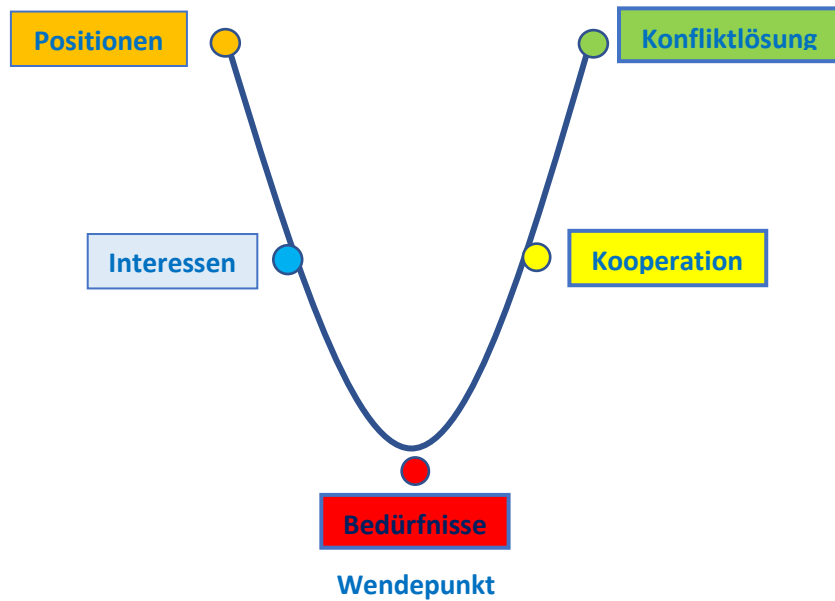 Positionen
Konfliktlösung
Interessen
Kooperation
Bedürfnisse
Wendepunkt